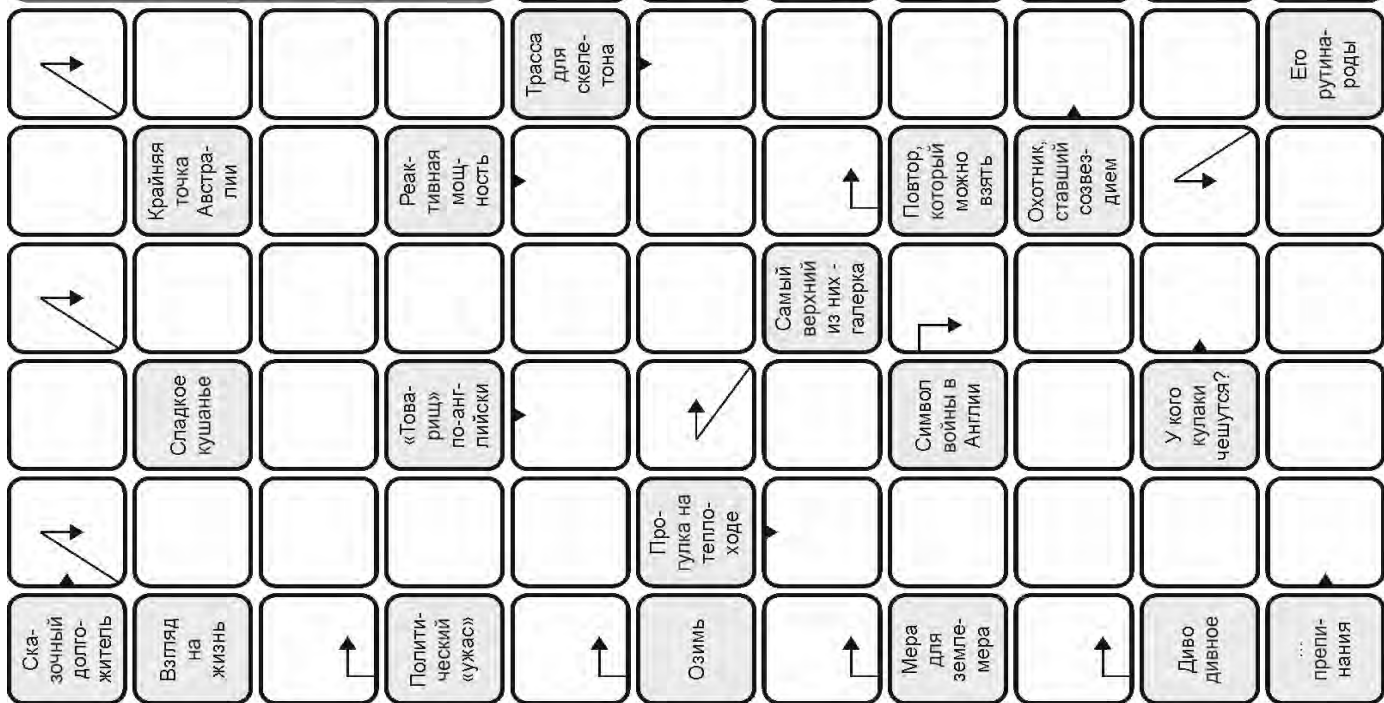 ...
препи-
нания
Диво
дивное
Мера
для
земле-
мера
Озимь
Полити-
ческий
«ужас»
Взгляд
на
жизнь
Ска-
зочный
долго-
житель
Про-
гулка на
тепло-
ходе
У кого
кулаки
чешутся?
Символ
войны в
Англии
«Това-
рищ»
по-анг-
лийски
Сладкое
кушанье
Самый
верхний
из них -
галерка
Охотник,
ставший
созвез-
дием
Повтор,
который
можно
взять
Реак-
тивная
мощ-
ность
Крайняя
точка
Австра-
лии
Его
рутина-
роды
Трасса
для
скеле-
тона